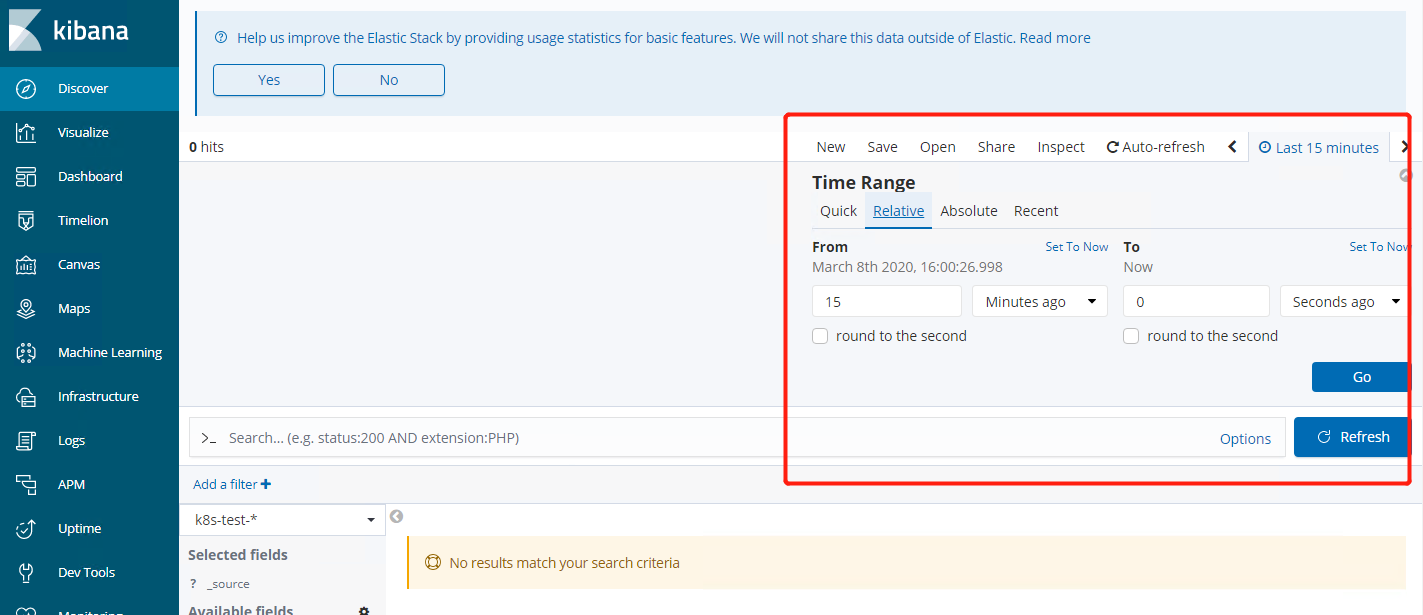 kibana
Discover
Visualize
Dashboard
Timelion
Canvas
Maps
Machine Learning
Infrastructure
Logs
APM
Uptime
Dev Tools
Monitoring
Help us improve the Elastic Stack by providing usage statistics for basic features. We will not share this data outside of Elastic. Read more
Yes No
0 hits New Save Open Share Inspect Auto-refresh Last 15 minutes
Time Range
Quick Relative Absolute Recent
From Set To Now To Set To Now
March 8th 2020, 16:00:26.998 Now
15 Minutes ago 0 Seconds ago
round to the second round to the second
Go
>_ Search... (e.g. status:200 AND extension:PHP) Options Refresh
Add a filter +
k8s-test-*
Selected fields
? _source
Available fields
No results match your search criteria